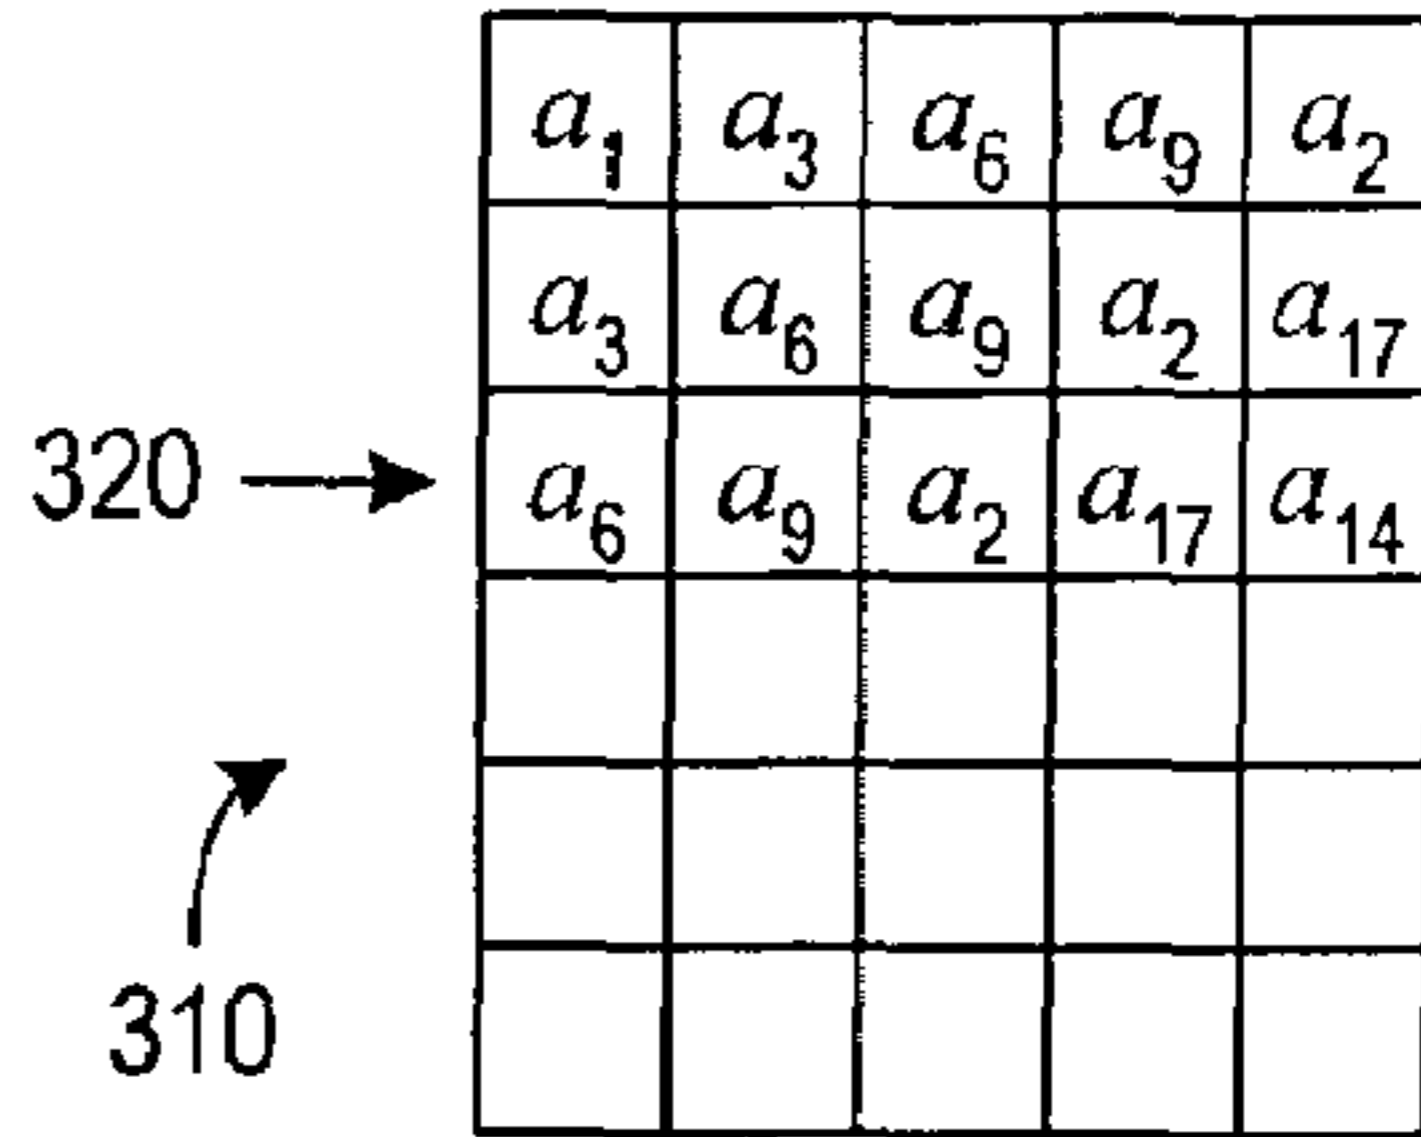 a₁ a₃ a₆ a₉ a₂
a₃ a₆ a₉ a₂ a₁₇
320 a₆ a₉ a₂ a₁₇ a₁₄
310